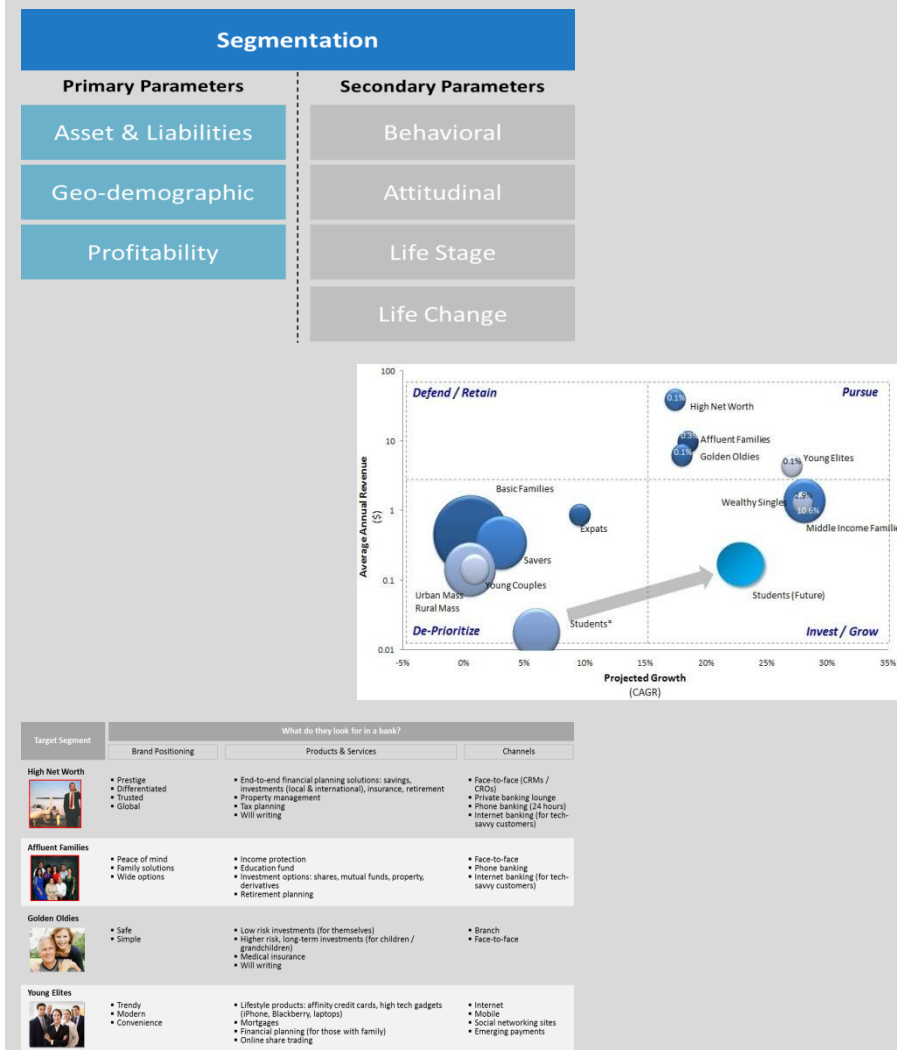 Segmentation
Primary Parameters
Secondary Parameters
Asset & Liabilities
Behavioral
Geo-demographic
Attitudinal
Profitability
Life Stage
Life Change
100
10
1
0.1
0.01
Average Annual Revenue
($)
Defend / Retain
Pursue
0.1%
High Net Worth
0.3%
Affluent Families
0.1%
Golden Oldies
0.1%
Young Elites
Basic Families
Wealthy Singles
2.9%
10.6%
Middle Income Familie
Expats
Savers
Young Couples
Urban Mass
Rural Mass
Students*
Students (Future)
De-Prioritize
Invest / Grow
-5%
0%
5%
10%
15%
20%
25%
30%
35%
Projected Growth
(CAGR)
Target Segment
What do they look for in a bank?
Brand Positioning
Products & Services
Channels
High Net Worth
▪ Prestige
▪ Differentiated
▪ Trusted
▪ Global
▪ End-to-end financial planning solutions: savings,
investments (local & international), insurance, retirement
▪ Property management
▪ Tax planning
▪ Will writing
▪ Face-to-face (CRMs /
CROs)
▪ Private banking lounge
▪ Phone banking (24 hours)
▪ Internet banking (for tech-
savvy customers)
Affluent Families
▪ Peace of mind
▪ Family solutions
▪ Wide options
▪ Income protection
▪ Education fund
▪ Investment options: shares, mutual funds, property,
derivatives
▪ Retirement planning
▪ Face-to-face
▪ Phone banking
▪ Internet banking (for tech-
savvy customers)
Golden Oldies
▪ Safe
▪ Simple
▪ Low risk investments (for themselves)
▪ Higher risk, long-term investments (for children /
grandchildren)
▪ Medical insurance
▪ Will writing
▪ Branch
▪ Face-to-face
Young Elites
▪ Trendy
▪ Modern
▪ Convenience
▪ Lifestyle products: affinity credit cards, high tech gadgets
(iPhone, Blackberry, laptops)
▪ Mortgages
▪ Financial planning (for those with family)
▪ Online share trading
▪ Internet
▪ Mobile
▪ Social networking sites
▪ Emerging payments